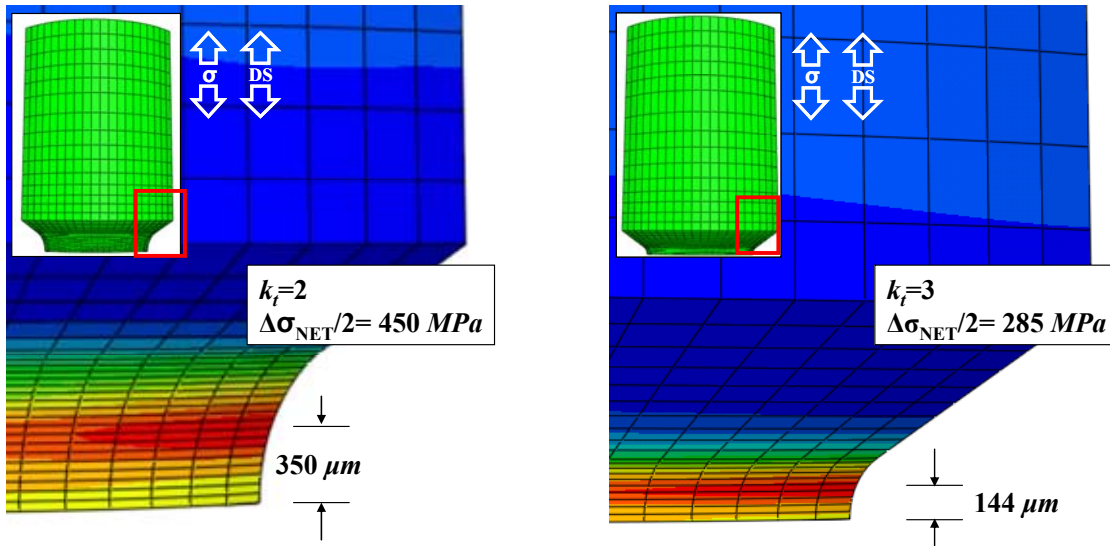 σ
DS
k_t=2
Δσ_NET/2= 450 MPa
350 μm
σ
DS
k_t=3
Δσ_NET/2= 285 MPa
144 μm